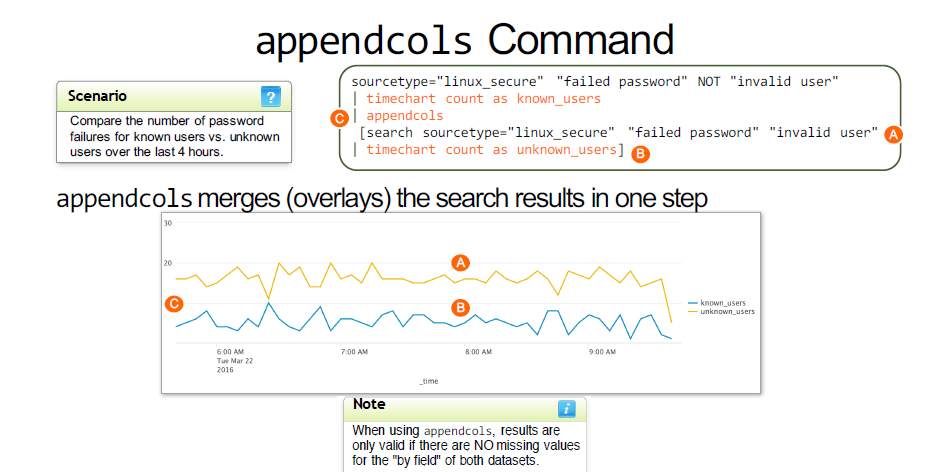 appendcols Command
Scenario
?
Compare the number of password
failures for known users vs. unknown
users over the last 4 hours.
sourcetype="linux_secure" "failed password" NOT "invalid user"
| timechart count as known_users
C | appendcols
[search sourcetype="linux_secure" "failed password" "invalid user" A
| timechart count as unknown_users] B
appendcols merges (overlays) the search results in one step
30
20
A
C
B
known_users
unknown_users
6:00 AM 7:00 AM 8:00 AM 9:00 AM
Tue Mar 22
2016
_time
Note
i
When using appendcols, results are
only valid if there are NO missing values
for the "by field" of both datasets.